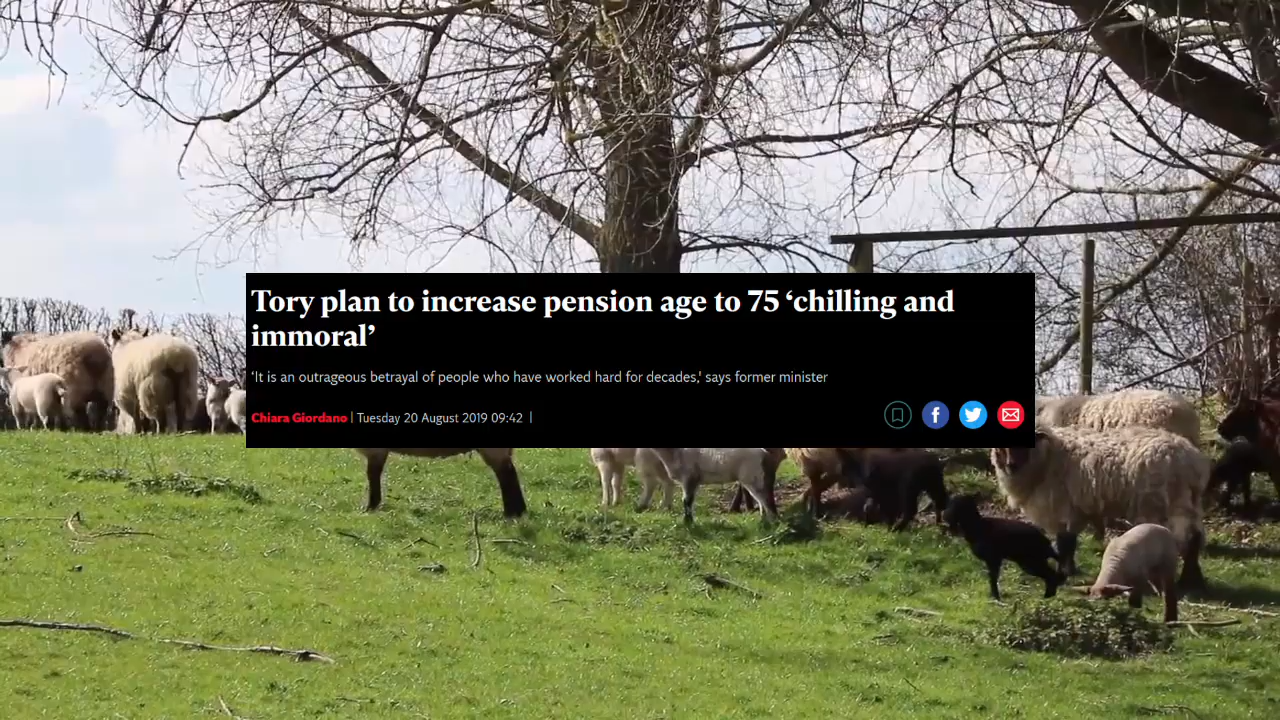 Tory plan to increase pension age to 75 ‘chilling and
immoral’
‘It is an outrageous betrayal of people who have worked hard for decades,’ says former minister
Chiara Giordano | Tuesday 20 August 2019 09:42 |